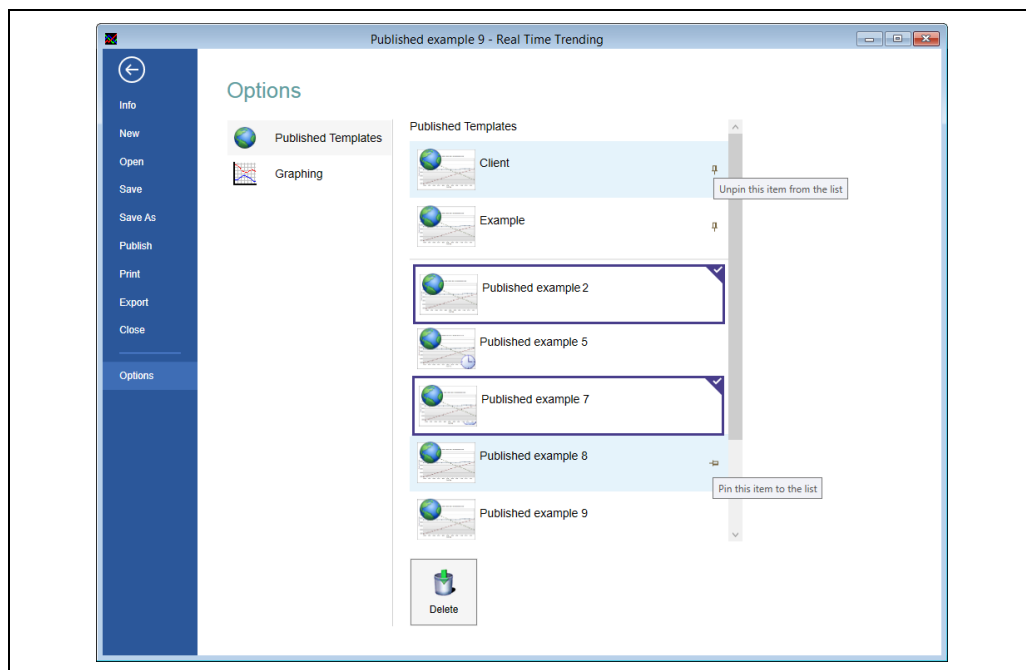 Published example 9 - Real Time Trending
Info
New
Open
Save
Save As
Publish
Print
Export
Close
Options
Options
Published Templates
Graphing
Published Templates
Client
Unpin this item from the list
Example
Published example 2
Published example 5
Published example 7
Published example 8
Pin this item to the list
Published example 9
Delete